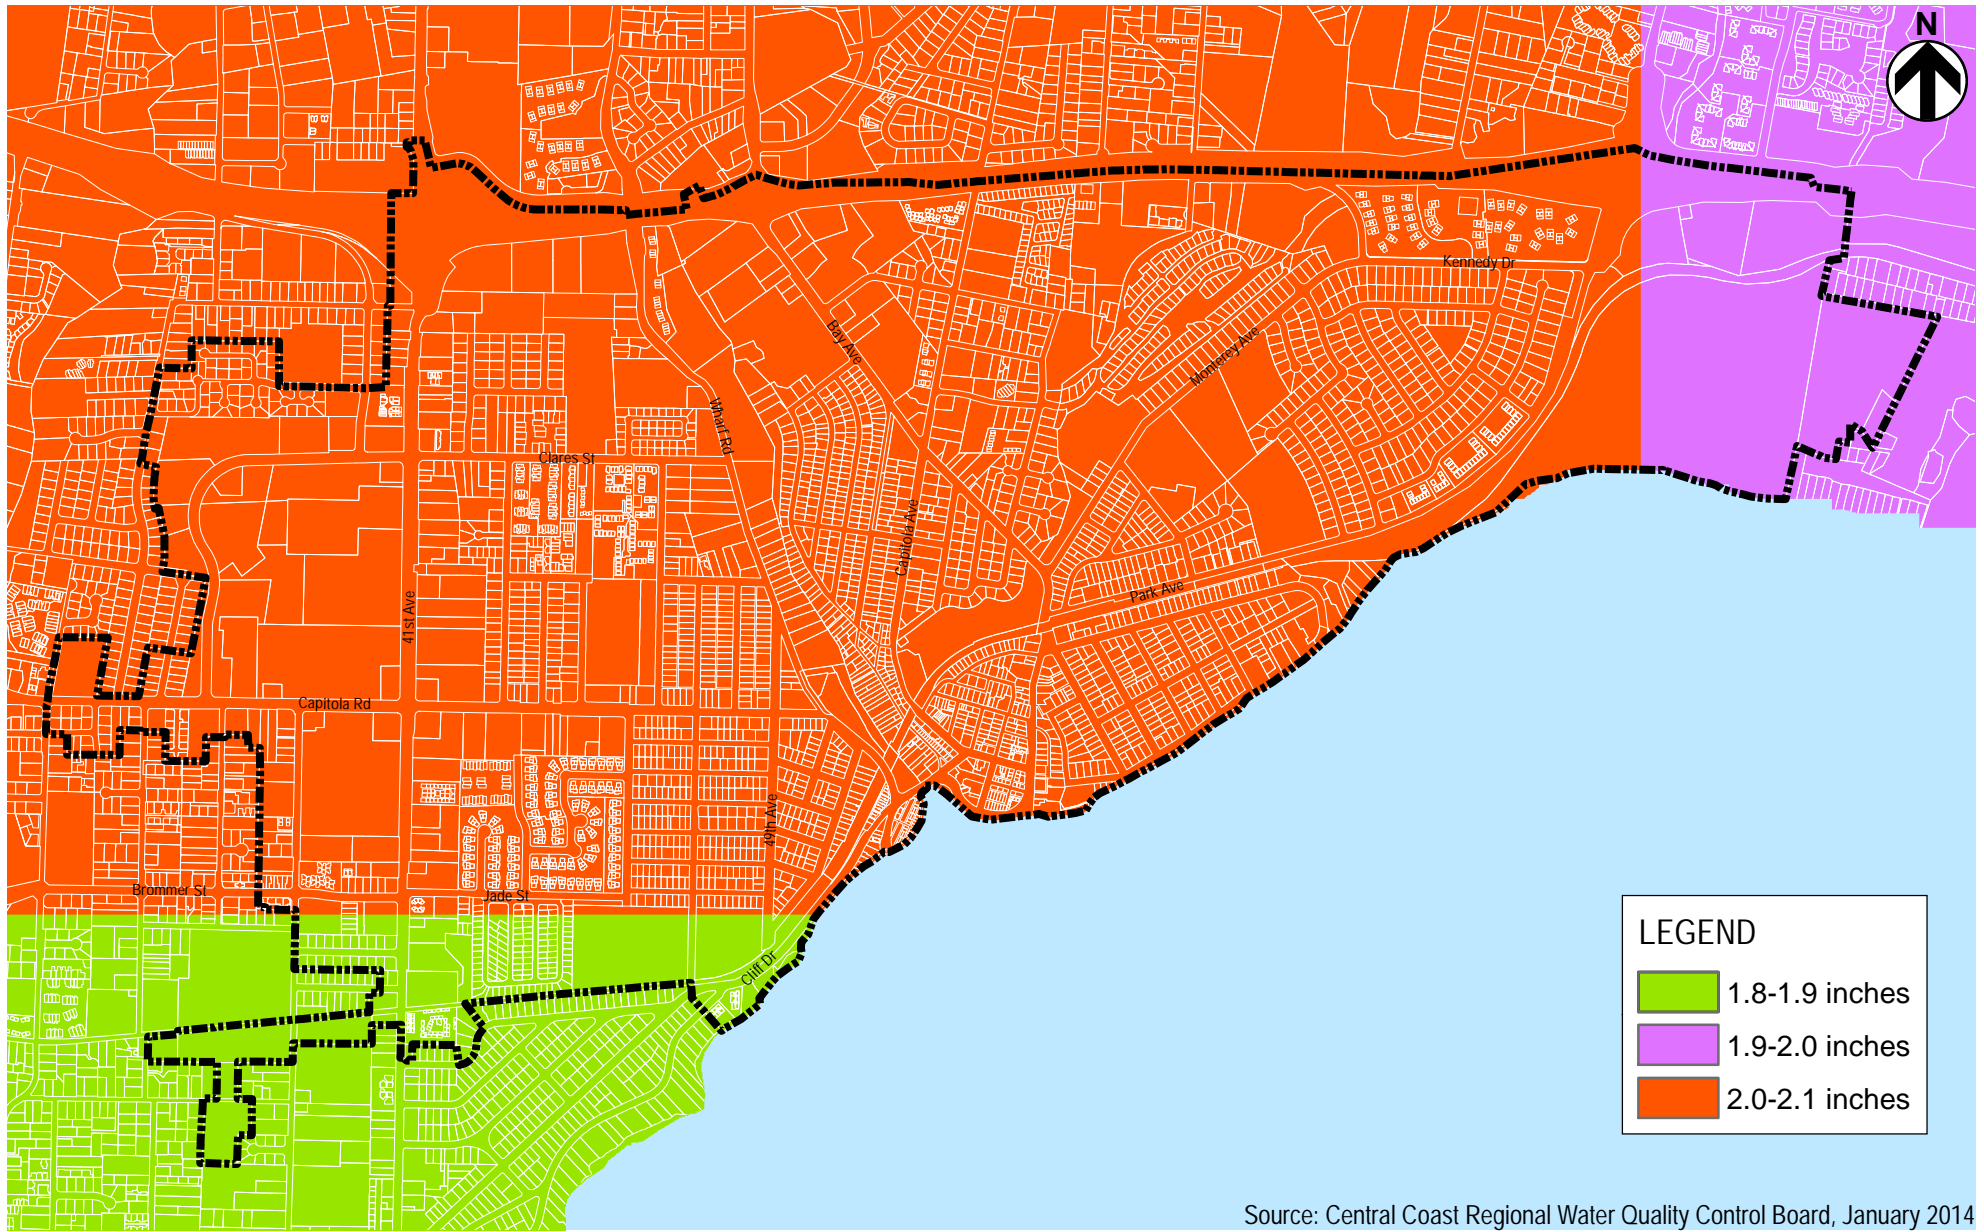 N
Kennedy Dr
Bay Ave
Monterey Ave
Wharf Rd
Clares St
Capitola Ave
Park Ave
41st Ave
Capitola Rd
49th Ave
Brommer St
Jade St
Cliff Dr
LEGEND
1.8-1.9 inches
1.9-2.0 inches
2.0-2.1 inches
Source: Central Coast Regional Water Quality Control Board, January 2014